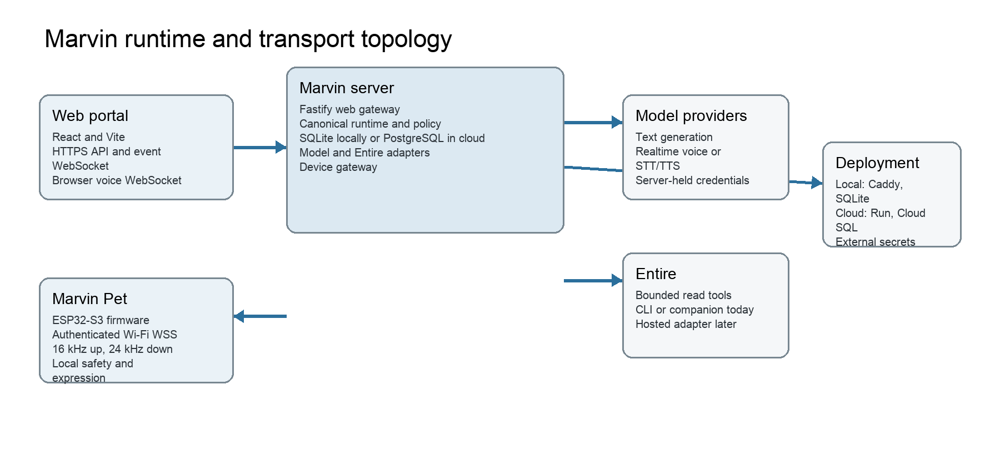 Marvin runtime and transport topology
Web portal
React and Vite
HTTPS API and event
WebSocket
Browser voice WebSocket
Marvin server
Fastify web gateway
Canonical runtime and policy
SQLite locally or PostgreSQL in cloud
Model and Entire adapters
Device gateway
Model providers
Text generation
Realtime voice or
STT/TTS
Server-held credentials
Deployment
Local: Caddy,
SQLite
Cloud: Run, Cloud
SQL
External secrets
Marvin Pet
ESP32-S3 firmware
Authenticated Wi-Fi WSS
16 kHz up, 24 kHz down
Local safety and
expression
Entire
Bounded read tools
CLI or companion today
Hosted adapter later